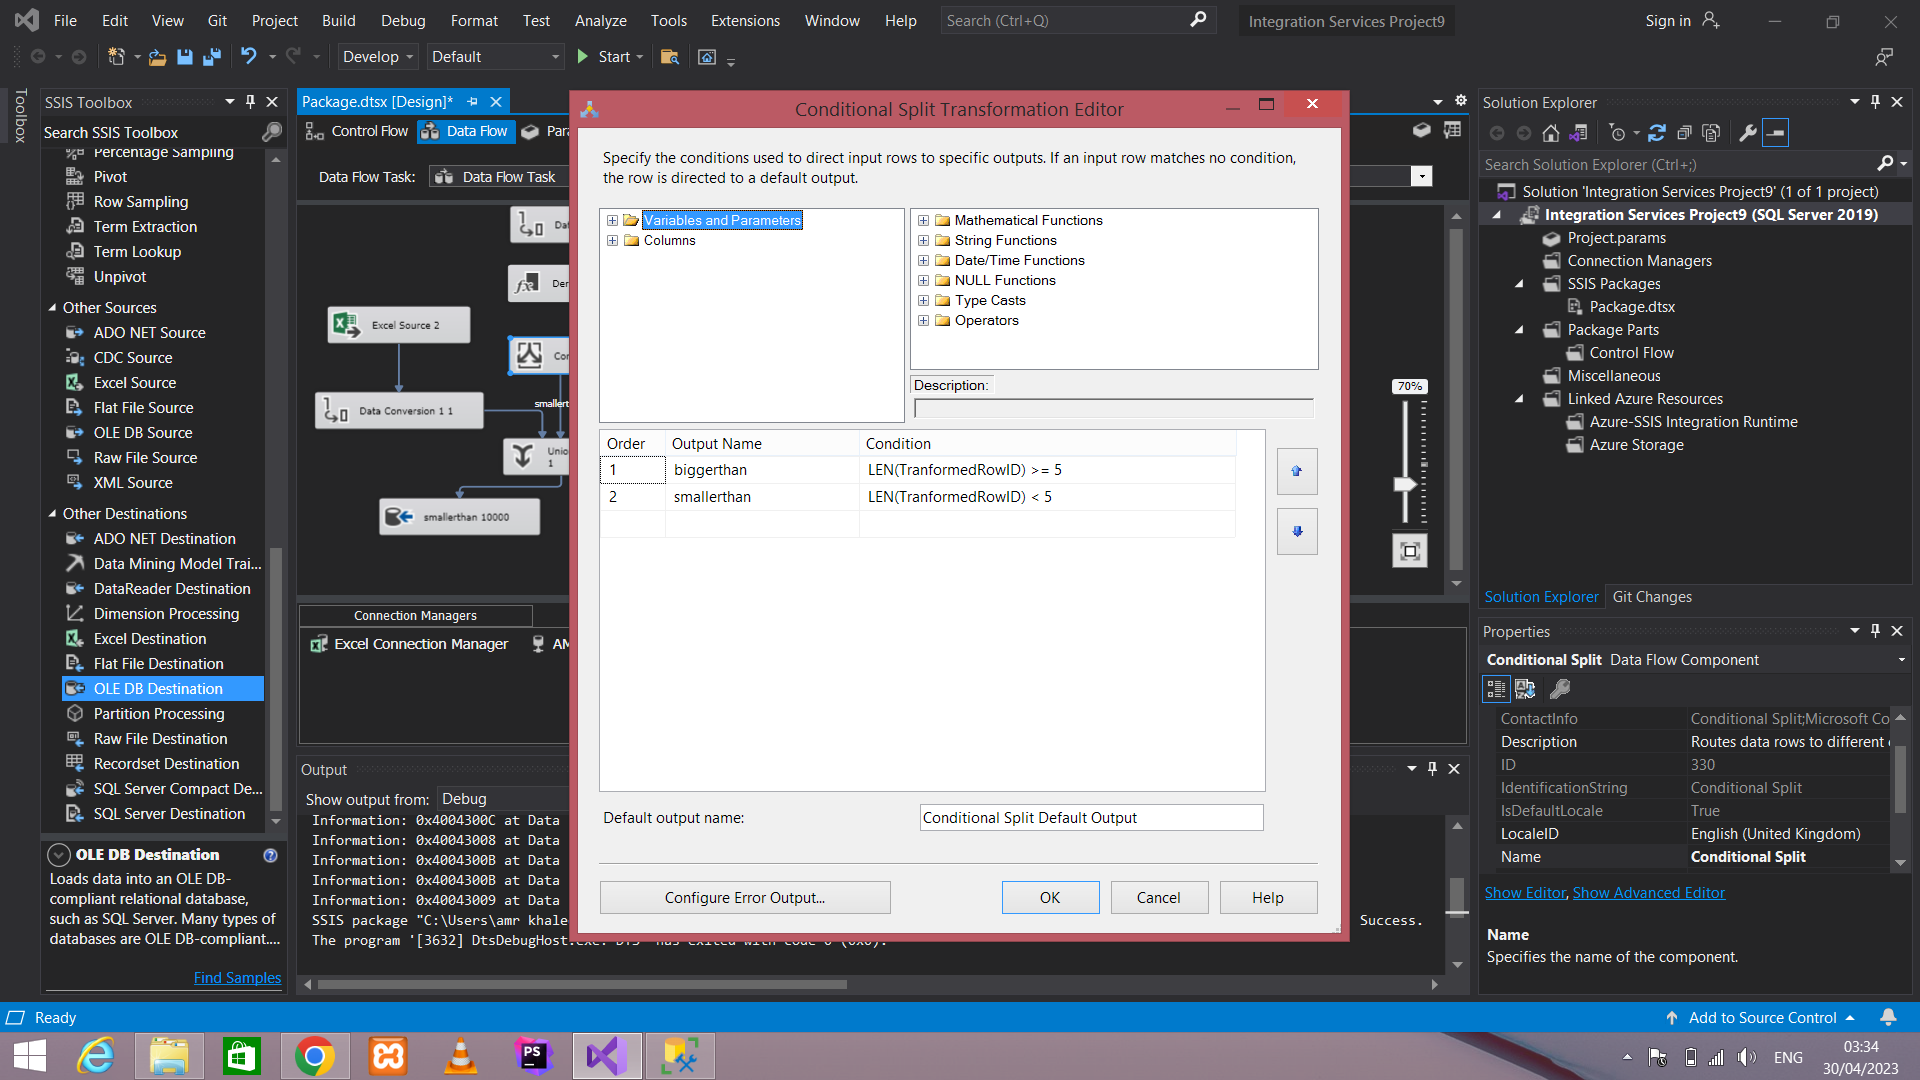 File Edit View Git Project Build Debug Format Test Analyze Tools Extensions Window Help Search (Ctrl+Q) Integration Services Project9 Sign in
Develop Default Start
Toolbox
SSIS Toolbox
Search SSIS Toolbox
Percentage Sampling
Pivot
Row Sampling
Term Extraction
Term Lookup
Unpivot
Other Sources
ADO NET Source
CDC Source
Excel Source
Flat File Source
OLE DB Source
Raw File Source
XML Source
Other Destinations
ADO NET Destination
Data Mining Model Trai...
DataReader Destination
Dimension Processing
Excel Destination
Flat File Destination
OLE DB Destination
Partition Processing
Raw File Destination
Recordset Destination
SQL Server Compact De...
SQL Server Destination
OLE DB Destination
Loads data into an OLE DB-
compliant relational database,
such as SQL Server. Many types of
databases are OLE DB-compliant....
Find Samples
Package.dtsx [Design]*
Control Flow Data Flow Para
Data Flow Task: Data Flow Task
Dat
Der
Excel Source 2
Con
Data Conversion 1 1
smallert
Unio
1
smallerthan 10000
70%
Connection Managers
Excel Connection Manager AM
Output
Show output from: Debug
Information: 0x4004300C at Data
Information: 0x40043008 at Data
Information: 0x4004300B at Data
Information: 0x4004300B at Data
Information: 0x40043009 at Data
SSIS package "C:\Users\amr khale Success.
The program '[3632] DtsDebugHost.exe: DTS' has exited with code 0 (0x0).
Conditional Split Transformation Editor
Specify the conditions used to direct input rows to specific outputs. If an input row matches no condition,
the row is directed to a default output.
Variables and Parameters
Columns
Mathematical Functions
String Functions
Date/Time Functions
NULL Functions
Type Casts
Operators
Description:
Order Output Name Condition
1 biggerthan LEN(TranformedRowID) >= 5
2 smallerthan LEN(TranformedRowID) < 5
Default output name: Conditional Split Default Output
Configure Error Output... OK Cancel Help
Solution Explorer
Search Solution Explorer (Ctrl+;)
Solution 'Integration Services Project9' (1 of 1 project)
Integration Services Project9 (SQL Server 2019)
Project.params
Connection Managers
SSIS Packages
Package.dtsx
Package Parts
Control Flow
Miscellaneous
Linked Azure Resources
Azure-SSIS Integration Runtime
Azure Storage
Solution Explorer Git Changes
Properties
Conditional Split Data Flow Component
ContactInfo Conditional Split;Microsoft Co
Description Routes data rows to different
ID 330
IdentificationString Conditional Split
IsDefaultLocale True
LocaleID English (United Kingdom)
Name Conditional Split
Show Editor, Show Advanced Editor
Name
Specifies the name of the component.
Ready Add to Source Control
PS
ENG
03:34
30/04/2023